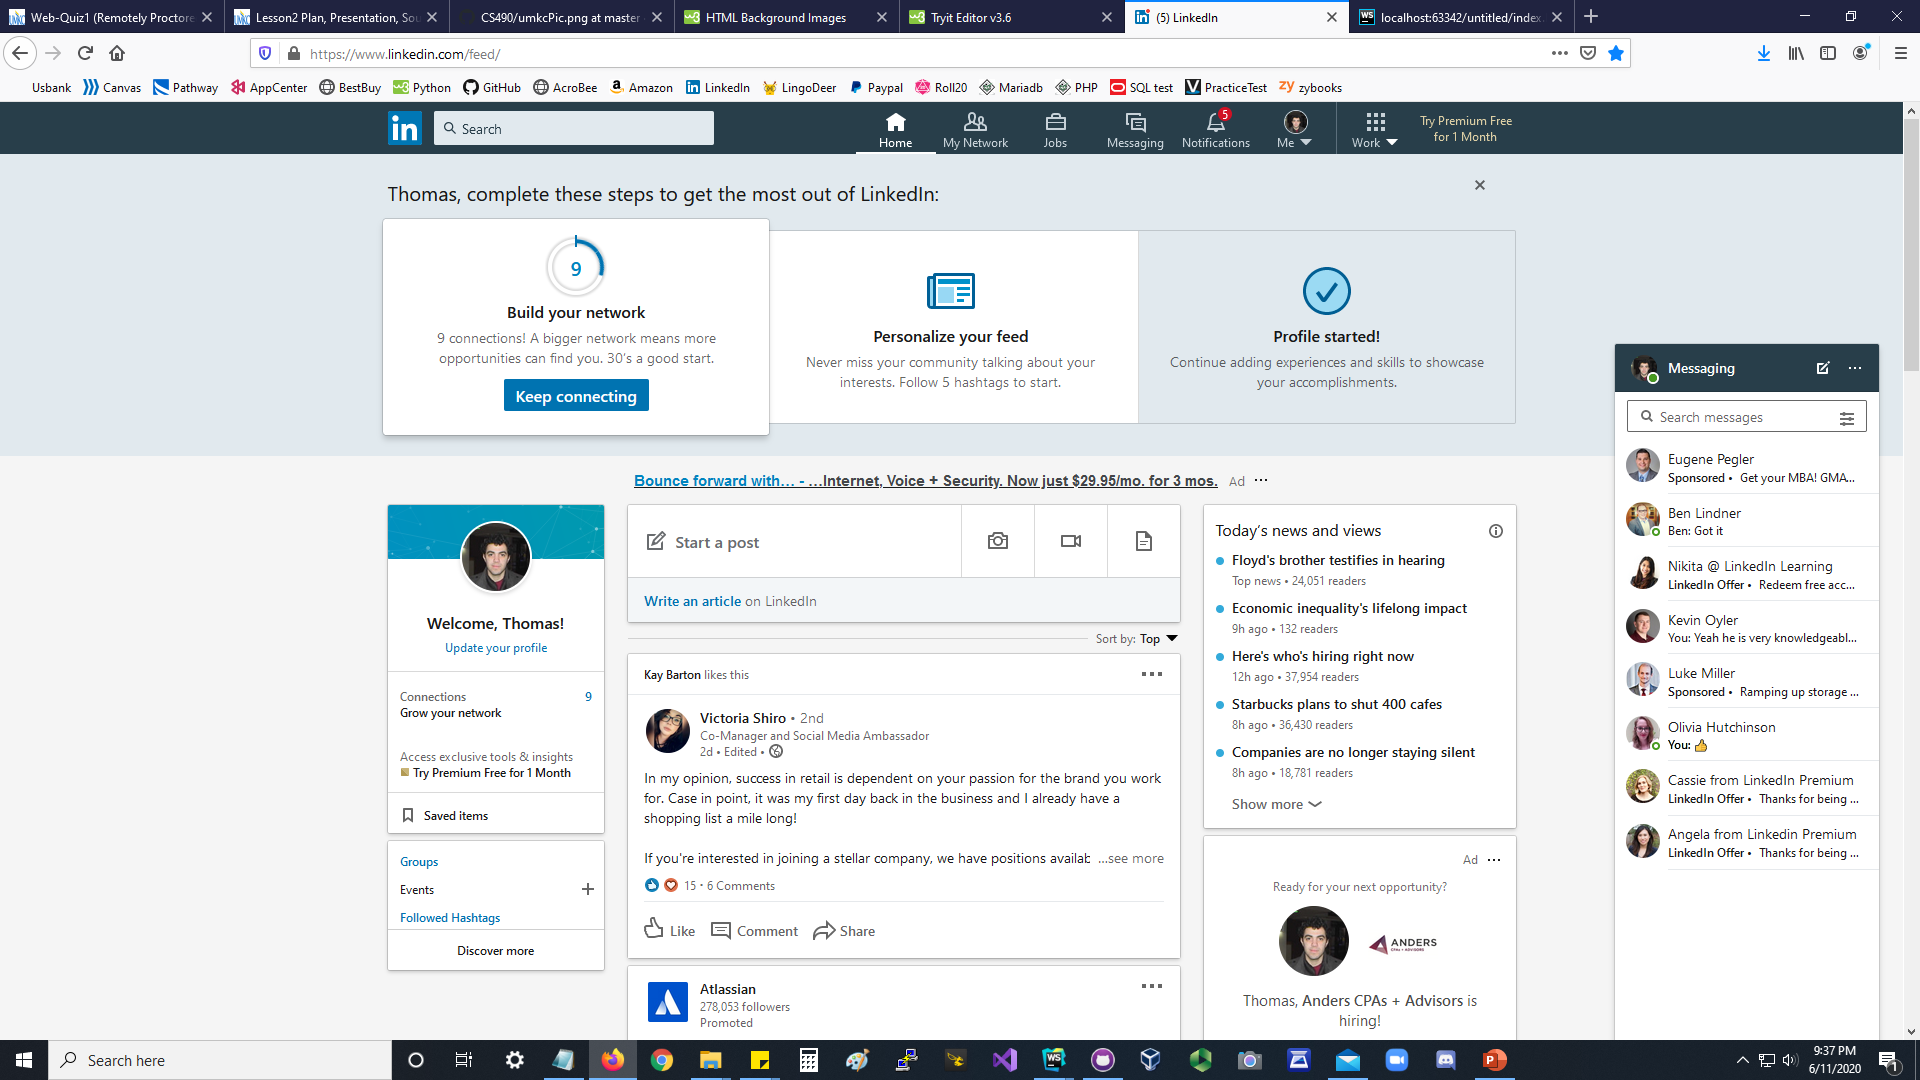 Web-Quiz1 (Remotely Proctore
Lesson2 Plan, Presentation, Sou
CS490/umkcPic.png at master
HTML Background Images
Tryit Editor v3.6
(5) LinkedIn
localhost:63342/untitled/index.
https://www.linkedin.com/feed/
Usbank
Canvas
Pathway
AppCenter
BestBuy
Python
GitHub
AcroBee
Amazon
LinkedIn
LingoDeer
Paypal
Roll20
Mariadb
PHP
SQL test
PracticeTest
zybooks
in
Search
Home
My Network
Jobs
Messaging
5
Notifications
Me
Work
Try Premium Free
for 1 Month
Thomas, complete these steps to get the most out of LinkedIn:
9
Build your network
9 connections! A bigger network means more
opportunities can find you. 30's a good start.
Keep connecting
Personalize your feed
Never miss your community talking about your
interests. Follow 5 hashtags to start.
Profile started!
Continue adding experiences and skills to showcase
your accomplishments.
Bounce forward with... - ...Internet, Voice + Security. Now just $29.95/mo. for 3 mos.
Ad
Welcome, Thomas!
Update your profile
Connections 9
Grow your network
Access exclusive tools & insights
Try Premium Free for 1 Month
Saved items
Groups
Events
Followed Hashtags
Discover more
Start a post
Write an article on LinkedIn
Sort by: Top
Kay Barton likes this
Victoria Shiro • 2nd
Co-Manager and Social Media Ambassador
2d • Edited •
In my opinion, success in retail is dependent on your passion for the brand you work
for. Case in point, it was my first day back in the business and I already have a
shopping list a mile long!
If you're interested in joining a stellar company, we have positions availab ...see more
15 · 6 Comments
Like
Comment
Share
Atlassian
278,053 followers
Promoted
Today's news and views
Floyd's brother testifies in hearing
Top news • 24,051 readers
Economic inequality's lifelong impact
9h ago • 132 readers
Here's who's hiring right now
12h ago • 37,954 readers
Starbucks plans to shut 400 cafes
8h ago • 36,430 readers
Companies are no longer staying silent
8h ago • 18,781 readers
Show more
Ad
Ready for your next opportunity?
ANDERS
CPAs + ADVISORS
Thomas, Anders CPAs + Advisors is
hiring!
Messaging
Search messages
Eugene Pegler
Sponsored • Get your MBA! GMA...
Ben Lindner
Ben: Got it
Nikita @ LinkedIn Learning
LinkedIn Offer • Redeem free acc...
Kevin Oyler
You: Yeah he is very knowledgeabl...
Luke Miller
Sponsored • Ramping up storage ...
Olivia Hutchinson
You: 👍
Cassie from LinkedIn Premium
LinkedIn Offer • Thanks for being ...
Angela from Linkedin Premium
LinkedIn Offer • Thanks for being ...
Search here
9:37 PM
6/11/2020
1